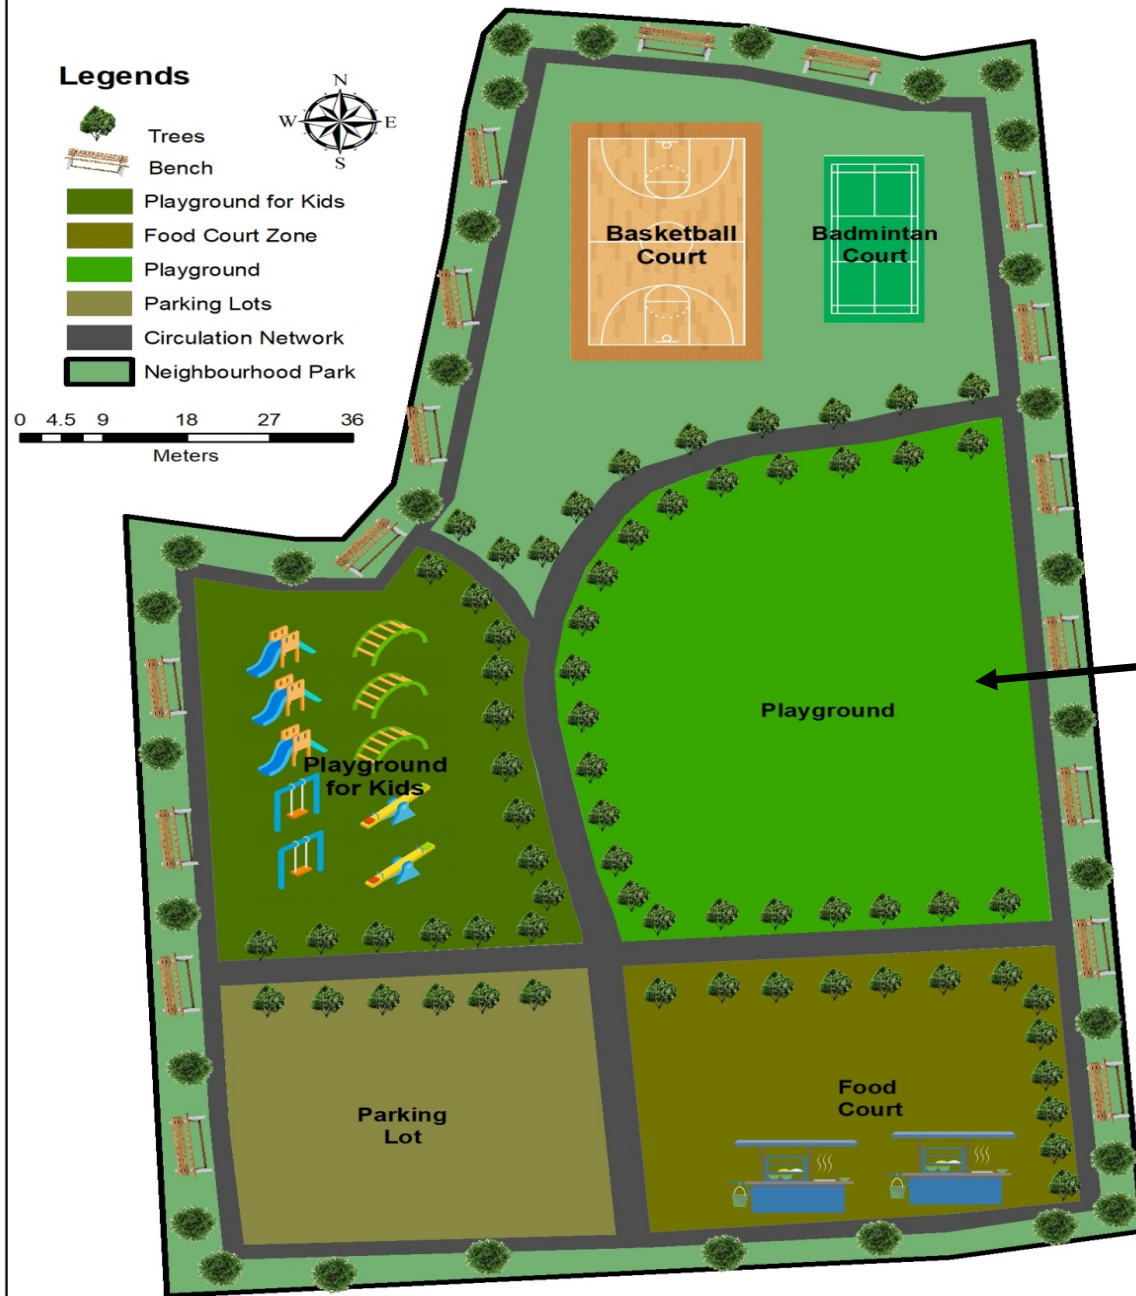 Legends
N
W E
S
Trees
Bench
Playground for Kids
Food Court Zone
Playground
Parking Lots
Circulation Network
Neighbourhood Park
0 4.5 9 18 27 36
Meters
Basketball
Court
Badmintan
Court
Playground
Playground
for Kids
Food
Court
Parking
Lot